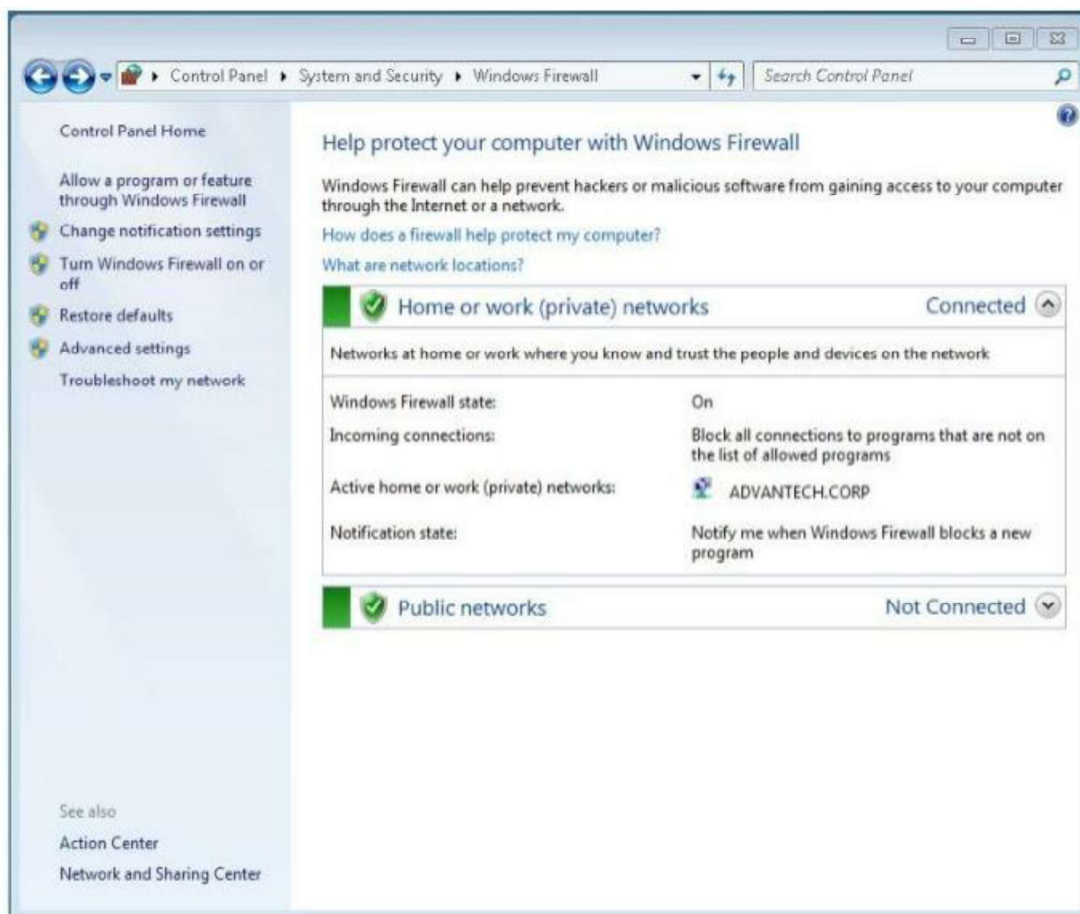 Control Panel System and Security Windows Firewall Search Control Panel
Control Panel Home
Allow a program or feature
through Windows Firewall
Change notification settings
Turn Windows Firewall on or
off
Restore defaults
Advanced settings
Troubleshoot my network
See also
Action Center
Network and Sharing Center
Help protect your computer with Windows Firewall
Windows Firewall can help prevent hackers or malicious software from gaining access to your computer
through the Internet or a network.
How does a firewall help protect my computer?
What are network locations?
Home or work (private) networks Connected
Networks at home or work where you know and trust the people and devices on the network
Windows Firewall state: On
Incoming connections: Block all connections to programs that are not on
the list of allowed programs
Active home or work (private) networks: ADVANTECH.CORP
Notification state: Notify me when Windows Firewall blocks a new
program
Public networks Not Connected